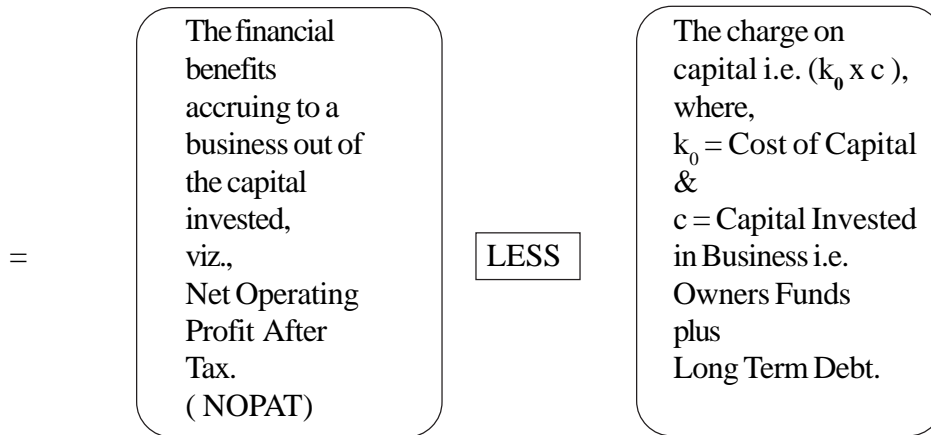 =
The financial
benefits
accruing to a
business out of
the capital
invested,
viz.,
Net Operating
Profit After
Tax.
( NOPAT)
LESS
The charge on
capital i.e. (k₀ x c ),
where,
k₀ = Cost of Capital
&
c = Capital Invested
in Business i.e.
Owners Funds
plus
Long Term Debt.